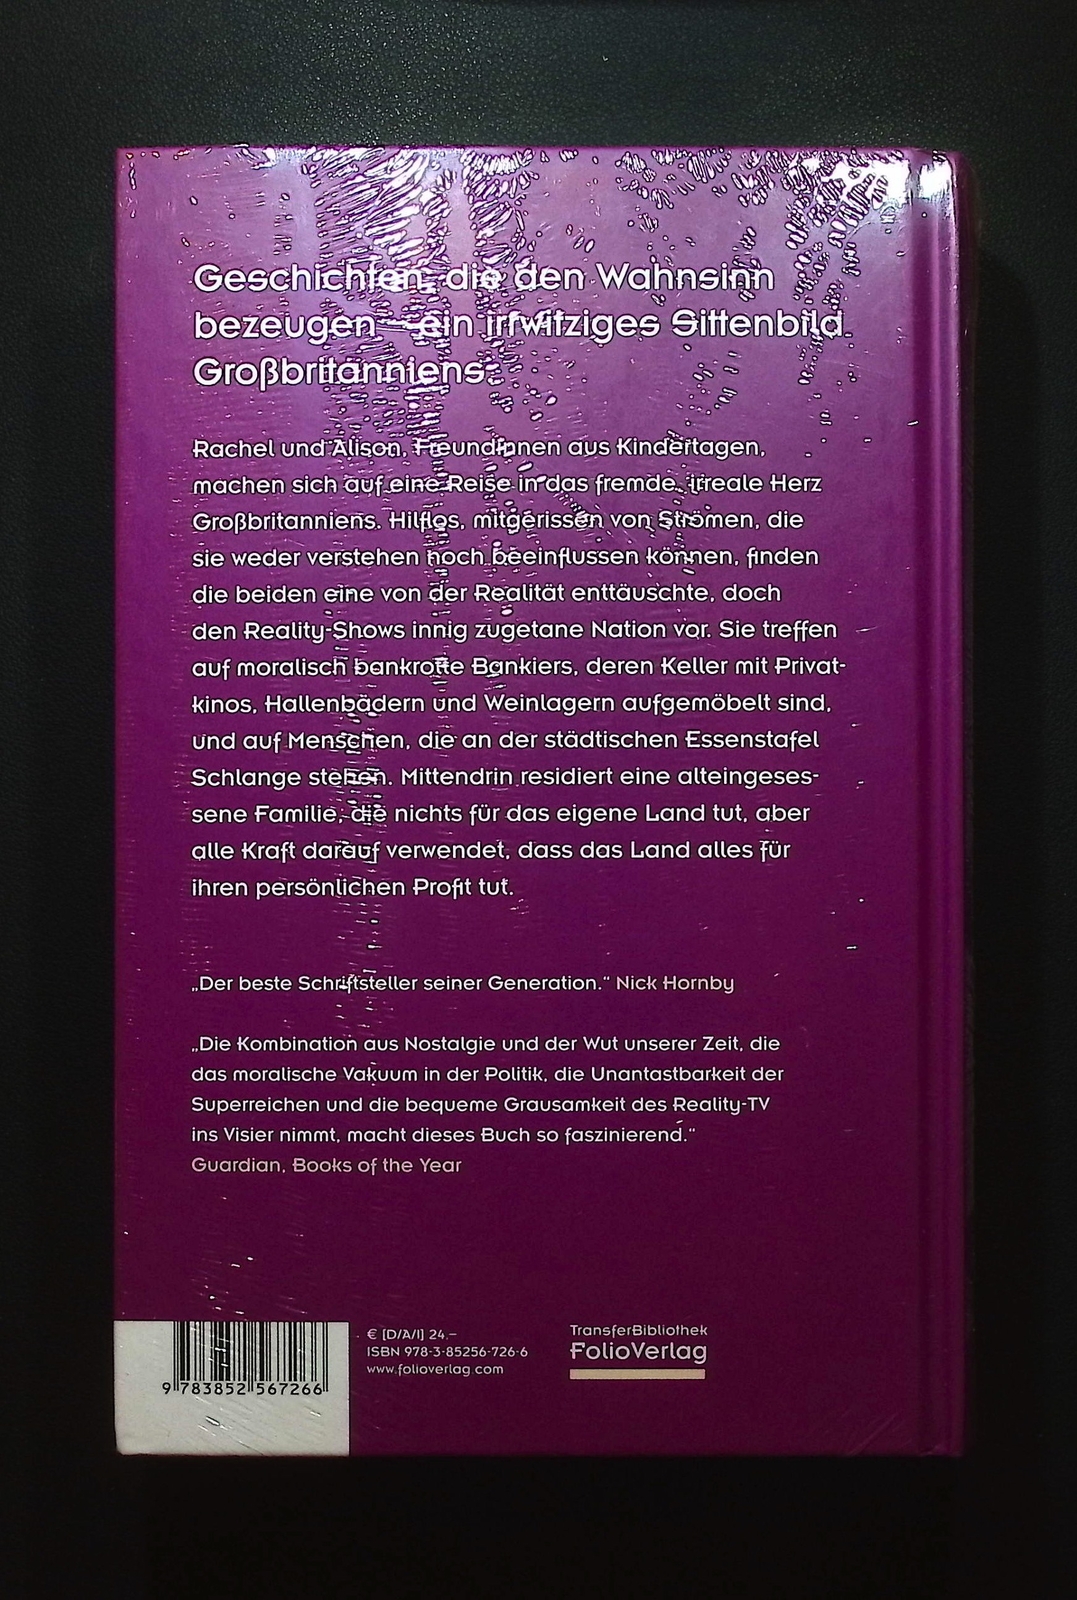 Geschichten, die den Wahnsinn
bezeugen – ein irrwitziges Sittenbild
Großbritanniens.
Rachel und Alison, Freundinnen aus Kindertagen,
machen sich auf eine Reise in das fremde, irreale Herz
Großbritanniens. Hilflos, mitgerissen von Strömen, die
sie weder verstehen noch beeinflussen können, finden
die beiden eine von der Realität enttäuschte, doch
den Reality-Shows innig zugetane Nation vor. Sie treffen
auf moralisch bankrotte Bankiers, deren Keller mit Privat-
kinos, Hallenbädern und Weinlagern aufgemöbelt sind,
und auf Menschen, die an der städtischen Essenstafel
Schlange stehen. Mittendrin residiert eine alteingeses-
sene Familie, die nichts für das eigene Land tut, aber
alle Kraft darauf verwendet, dass das Land alles für
ihren persönlichen Profit tut.
„Der beste Schriftsteller seiner Generation.“ Nick Hornby
„Die Kombination aus Nostalgie und der Wut unserer Zeit, die
das moralische Vakuum in der Politik, die Unantastbarkeit der
Superreichen und die bequeme Grausamkeit des Reality-TV
ins Visier nimmt, macht dieses Buch so faszinierend.“
Guardian, Books of the Year
€ [D/A/I] 24.–
ISBN 978-3-85256-726-6
www.folioverlag.com
TransferBibliothek
FolioVerlag
9 783852 567266